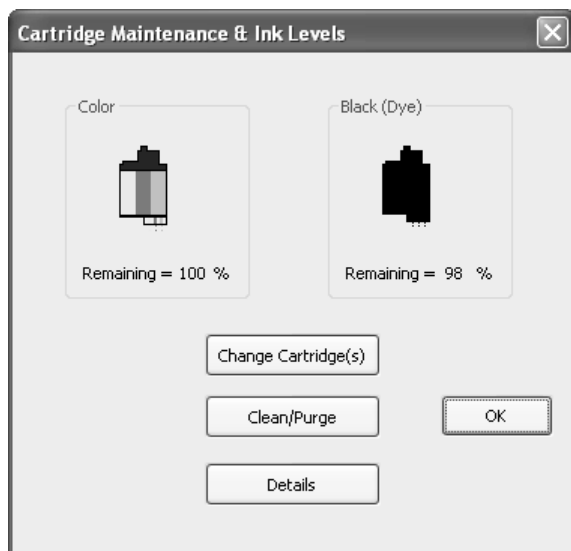 Cartridge Maintenance & Ink Levels
Color
Black (Dye)
Remaining = 100 %
Remaining = 98 %
Change Cartridge(s)
Clean/Purge
OK
Details